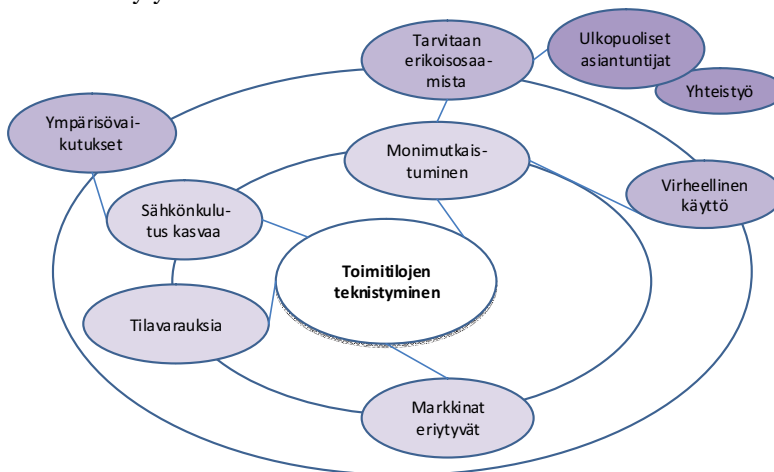 Tarvitaan
erikoisosaa-
mista
Ulkopuoliset
asiantuntijat
Yhteistyö
Ympärisövai-
kutukset
Monimutkais-
tuminen
Virheellinen
käyttö
Sähkönkulu-
tus kasvaa
Toimitilojen
teknistyminen
Tilavarauksia
Markkinat
eriytyvät